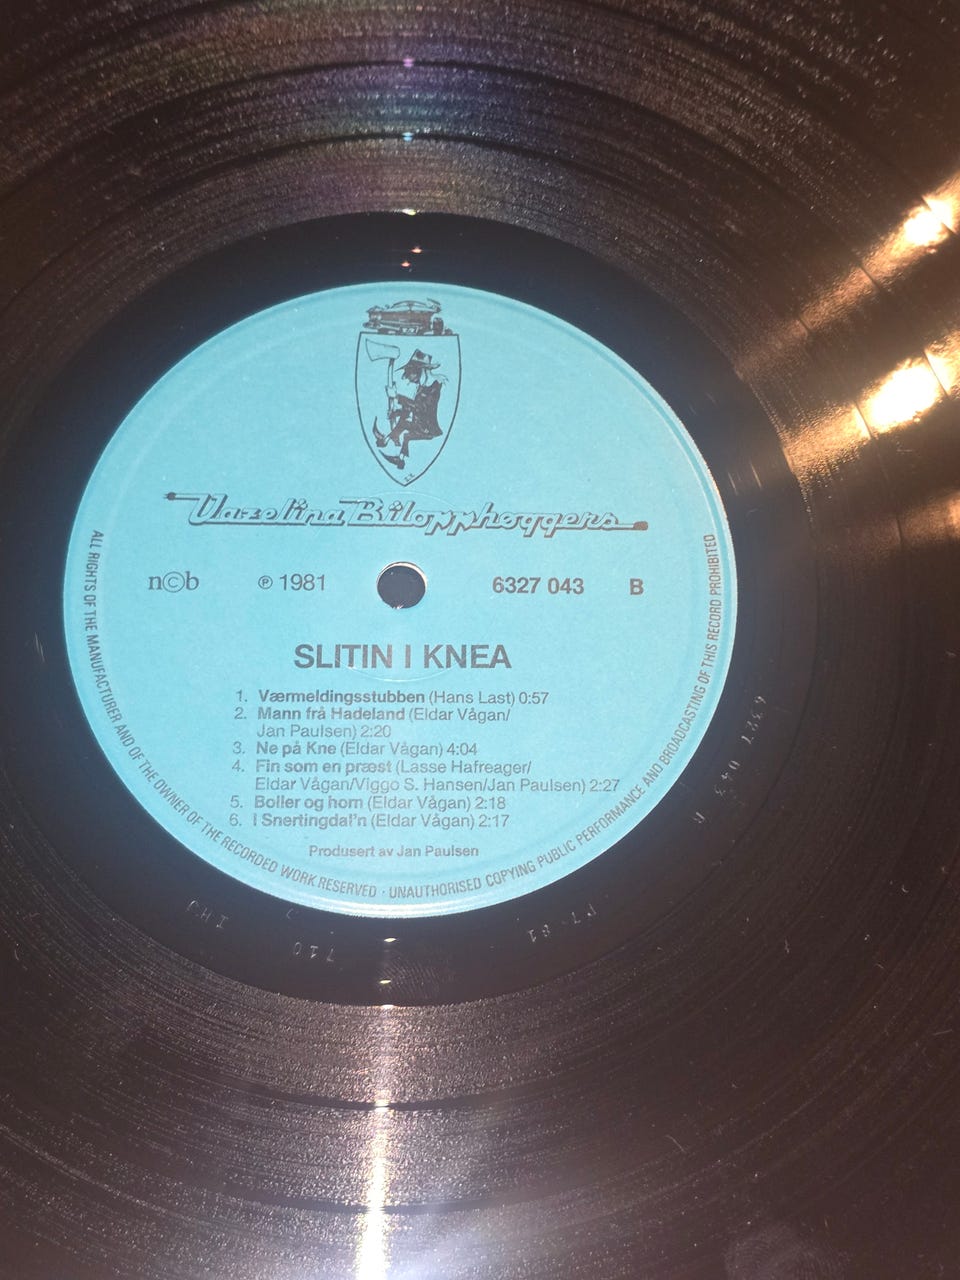 Vazelina Bilopphøggers
n©b ℗ 1981 6327 043 B
SLITIN I KNEA
1. Værmeldingsstubben (Hans Last) 0:57
2. Mann frå Hadeland (Eldar Vågan/
Jan Paulsen) 2:20
3. Ne på Kne (Eldar Vågan) 4:04
4. Fin som en præst (Lasse Hafreager/
Eldar Vågan/Viggo S. Hansen/Jan Paulsen) 2:27
5. Boller og horn (Eldar Vågan) 2:18
6. I Snertingdal'n (Eldar Vågan) 2:17
Produsert av Jan Paulsen
ALL RIGHTS OF THE MANUFACTURER AND OF THE OWNER OF THE RECORDED WORK RESERVED · UNAUTHORISED COPYING PUBLIC PERFORMANCE AND BROADCASTING OF THIS RECORD PROHIBITED
710